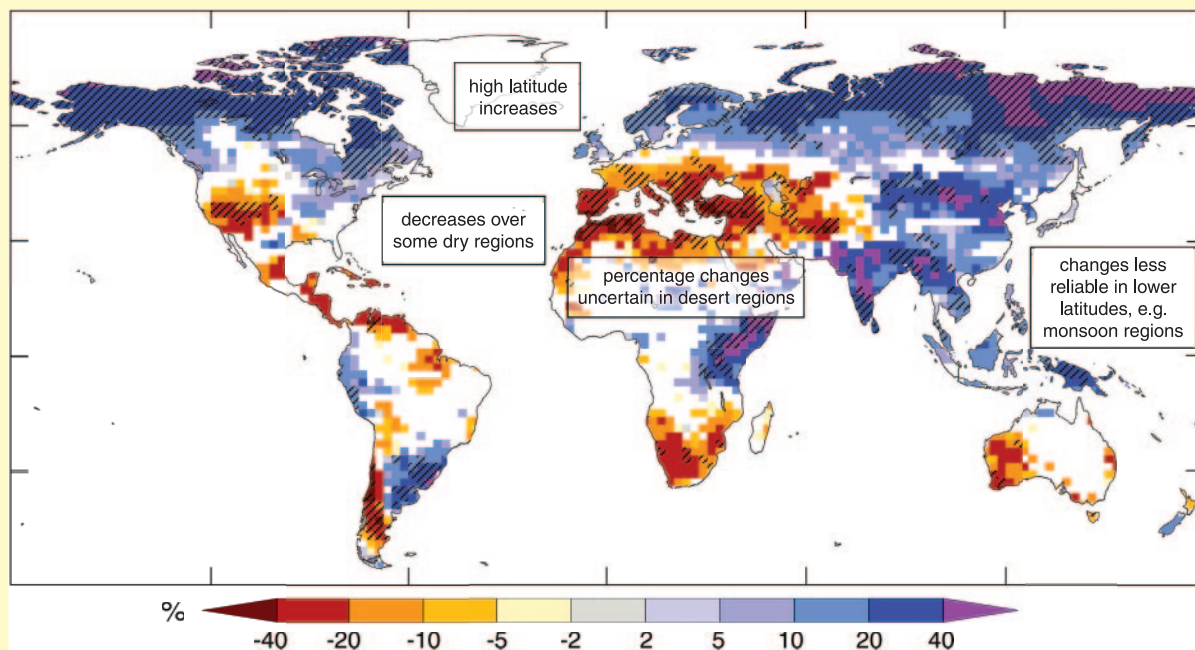 high latitude
increases
decreases over
some dry regions
percentage changes
uncertain in desert regions
changes less
reliable in lower
latitudes, e.g.
monsoon regions
%
-40 -20 -10 -5 -2 2 5 10 20 40